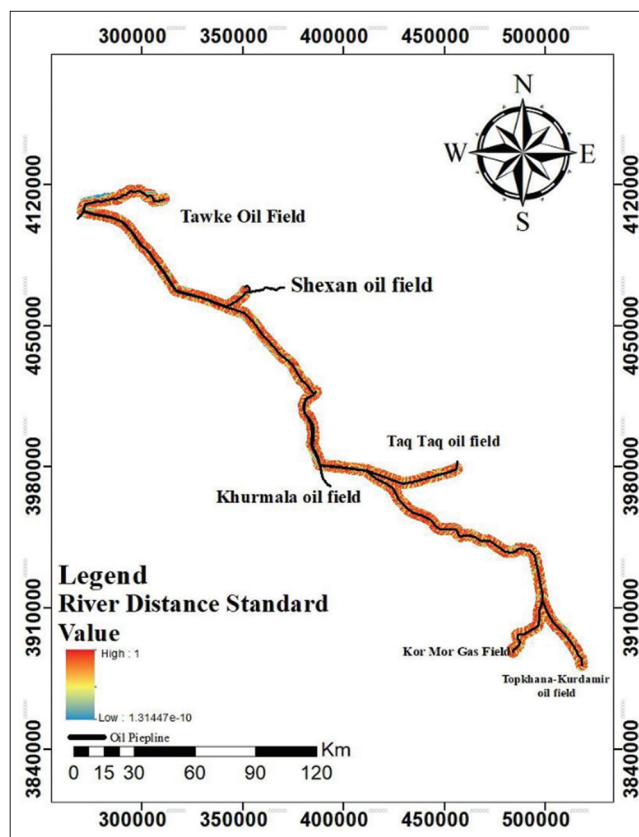 300000 350000 400000 450000 500000
N
W E
S
4120000 4120000
Tawke Oil Field
Shexan oil field
4050000 4050000
Taq Taq oil field
3980000 3980000
Khurmala oil field
Legend
River Distance Standard
Value
3910000 3910000
High : 1
Kor Mor Gas Field
Topkhana-Kurdamir
oil field
Low : 1.31447e-10
Oil Piepline
Km
0 15 30 60 90 120
3840000 3840000
300000 350000 400000 450000 500000